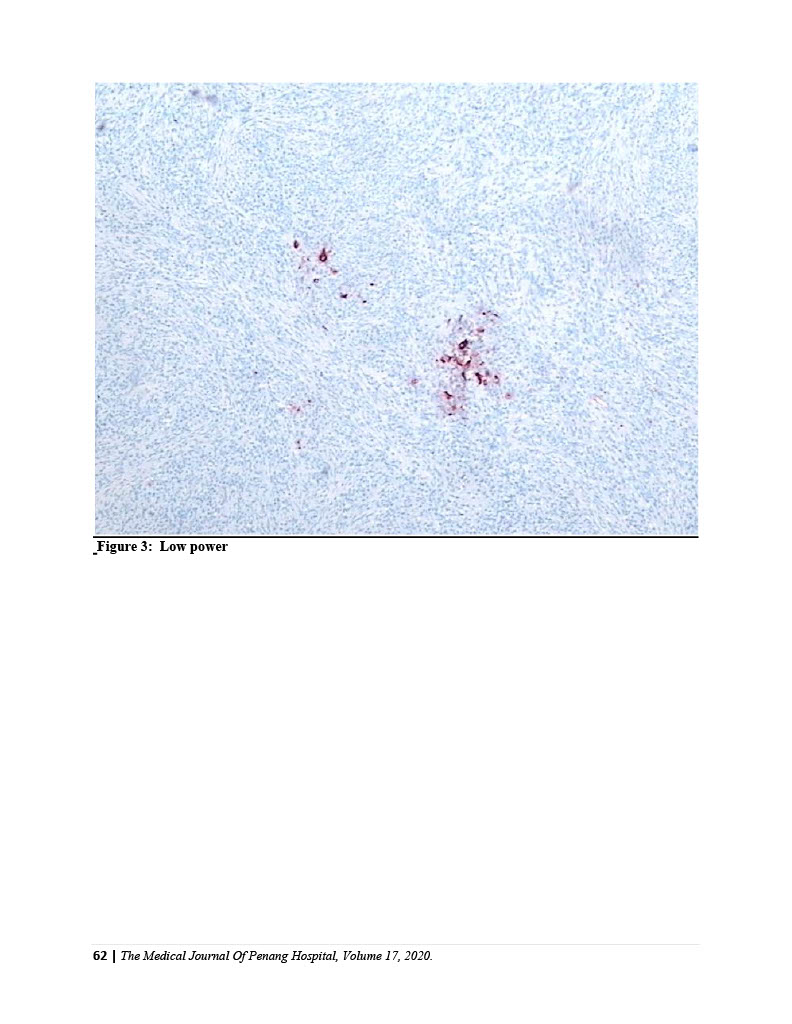 Figure 3: Low power
62 | The Medical Journal Of Penang Hospital, Volume 17, 2020.